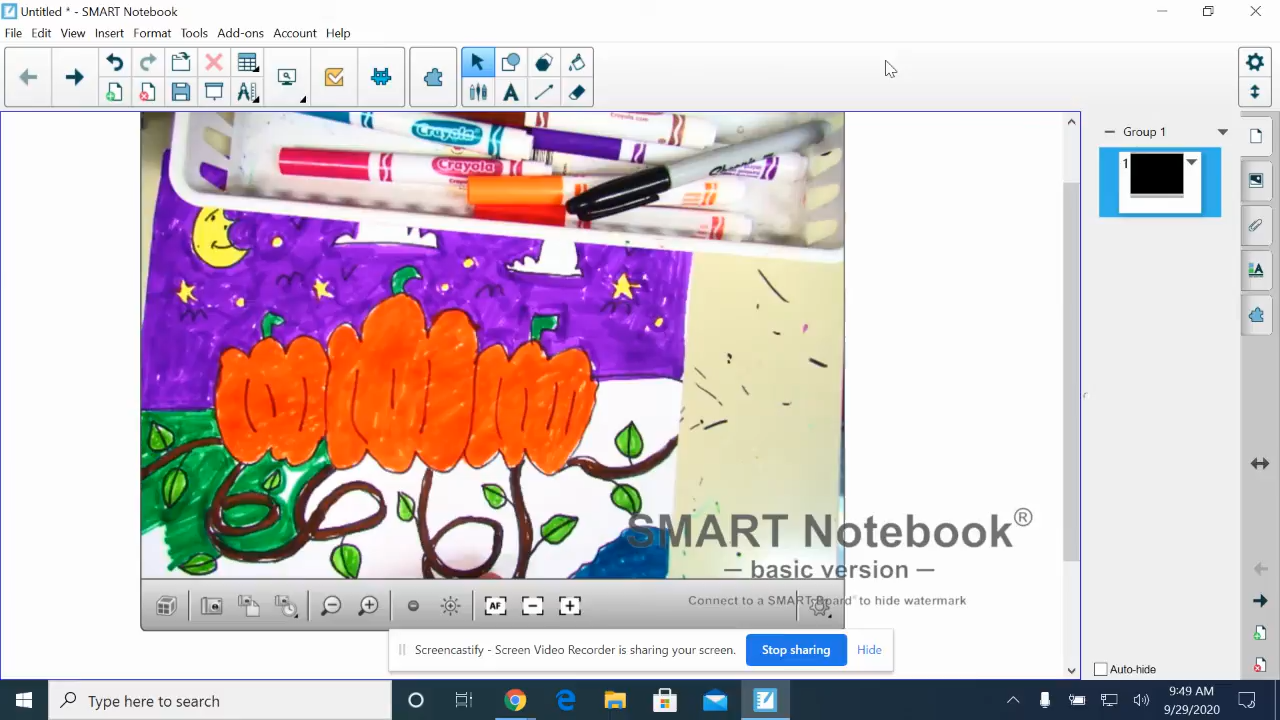 Untitled * - SMART Notebook
File Edit View Insert Format Tools Add-ons Account Help
Group 1
1
Crayola
Crayola
SMART Notebook®
— basic version —
Connect to a SMART Board® to hide watermark
AF
Screencastify - Screen Video Recorder is sharing your screen.
Stop sharing
Hide
Auto-hide
Type here to search
9:49 AM
9/29/2020